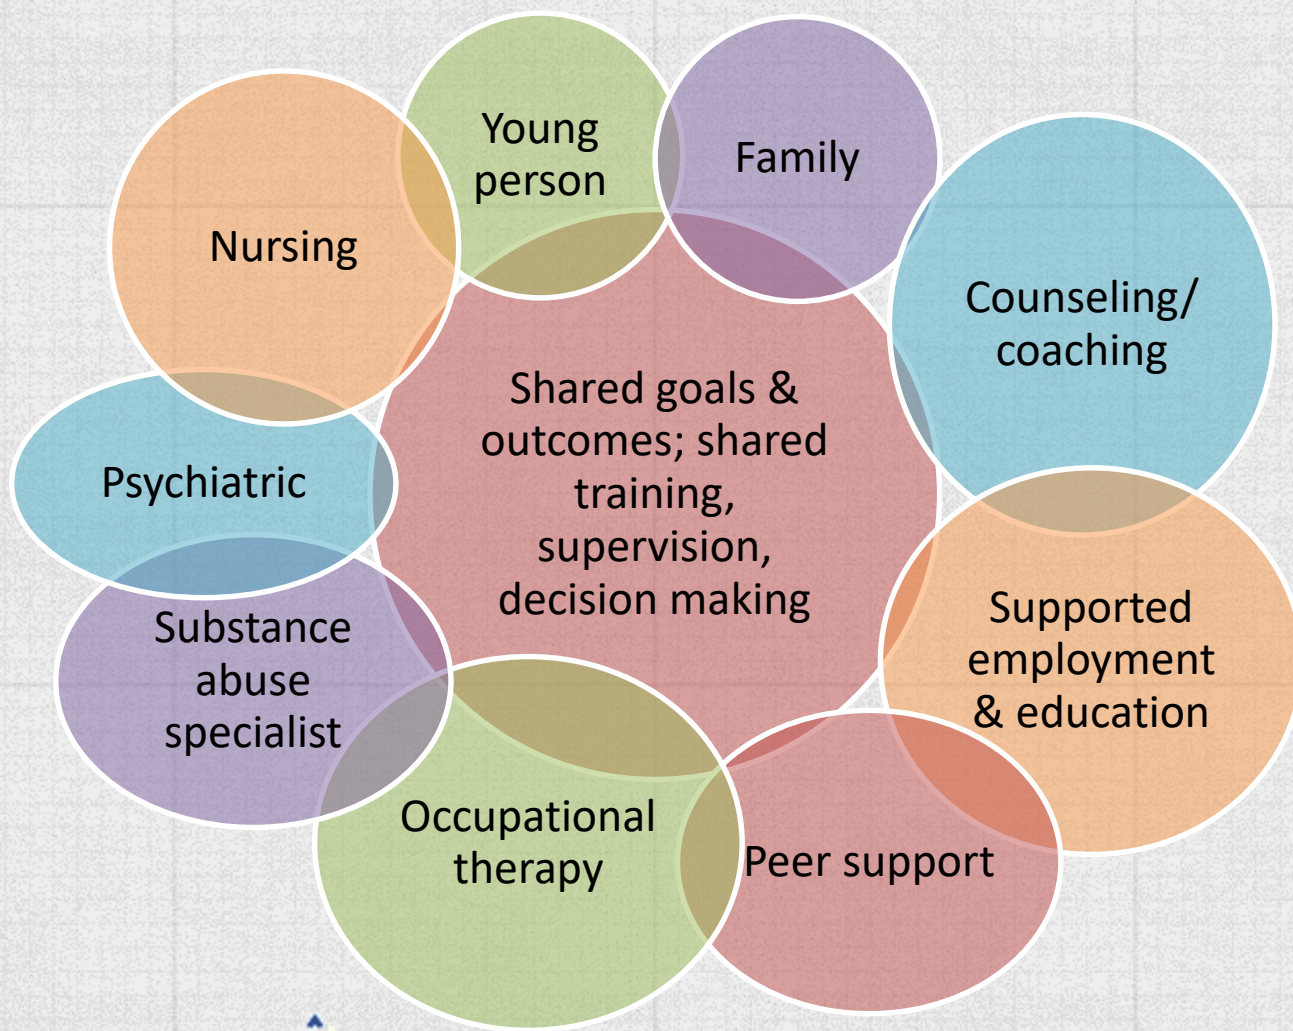 Young
person
Family
Nursing
Counseling/
coaching
Shared goals &
outcomes; shared
training,
supervision,
decision making
Psychiatric
Supported
employment
& education
Substance
abuse
specialist
Occupational
therapy
Peer support